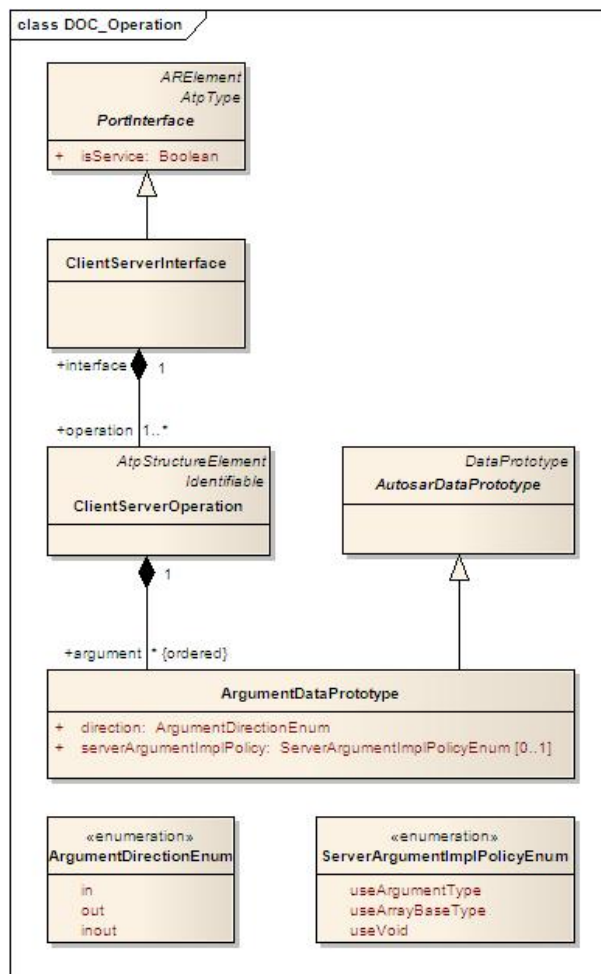 class DOC_Operation
ARElement
AtpType
PortInterface
+ isService: Boolean
ClientServerInterface
+interface 1
+operation 1..*
AtpStructureElement
Identifiable
ClientServerOperation
DataPrototype
AutosarDataPrototype
1
+argument * {ordered}
ArgumentDataPrototype
+ direction: ArgumentDirectionEnum
+ serverArgumentImplPolicy: ServerArgumentImplPolicyEnum [0..1]
«enumeration»
ArgumentDirectionEnum
in
out
inout
«enumeration»
ServerArgumentImplPolicyEnum
useArgumentType
useArrayBaseType
useVoid